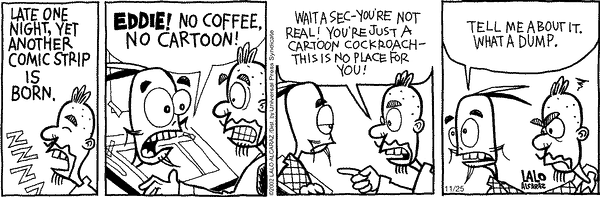 LATE ONE
NIGHT, YET
ANOTHER
COMIC STRIP
IS
BORN.
NNNNN
EDDIE! NO COFFEE,
NO CARTOON!
©2002 LALO ALCARAZ /Dist. by Universal Press Syndicate
WAIT A SEC—YOU'RE NOT
REAL! YOU'RE JUST A
CARTOON COCKROACH—
THIS IS NO PLACE FOR
YOU!
TELL ME ABOUT IT.
WHAT A DUMP.
11/25
LALO
ALCARAZ